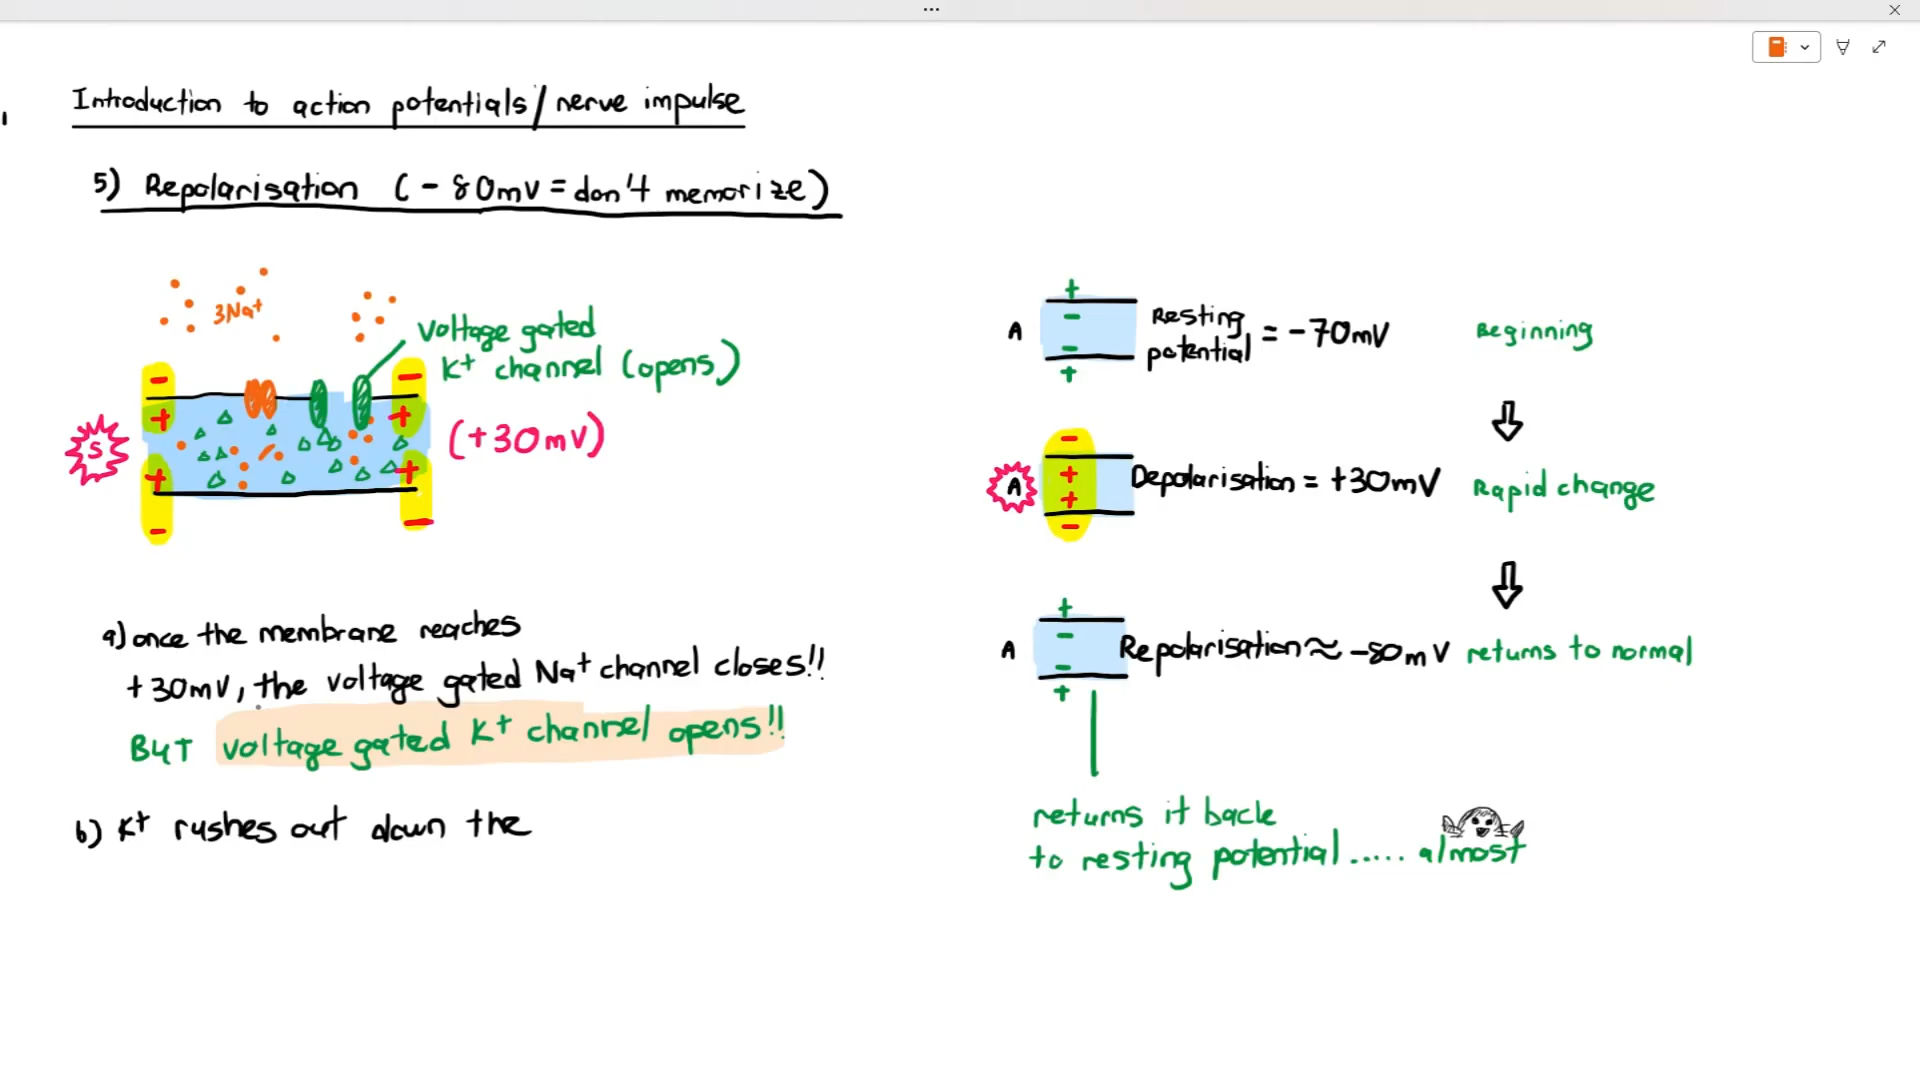 Introduction to action potentials/nerve impulse
5) Repolarisation (-80mV = don't memorize)
3Na+
voltage gated
K+ channel (opens)
S
(+30mV)
a) once the membrane reaches
+30mV, the voltage gated Na+ channel closes!!
BUT voltage gated K+ channel opens!!
b) K+ rushes out down the
+
-
-
+
A
Resting
potential = -70mV
Beginning
-
+
+
-
A
Depolarisation = +30mV
Rapid change
+
-
-
+
A
Repolarisation ≈ -80mV
returns to normal
returns it back
to resting potential ..... almost